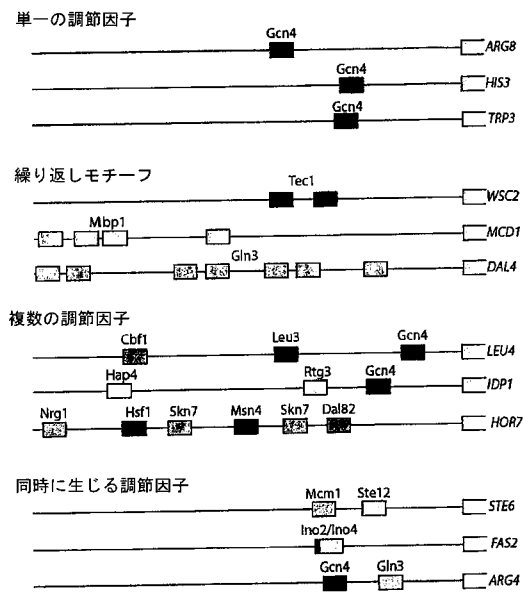 単一の調節因子
Gcn4
ARG8
Gcn4
HIS3
Gcn4
TRP3
繰り返しモチーフ
Tec1
WSC2
Mbp1
MCD1
Gln3
DAL4
複数の調節因子
Cbf1 Leu3 Gcn4
LEU4
Hap4 Rtg3 Gcn4
IDP1
Nrg1 Hsf1 Skn7 Msn4 Skn7 Dal82
HOR7
同時に生じる調節因子
Mcm1 Ste12
STE6
Ino2/Ino4
FAS2
Gcn4 Gln3
ARG4